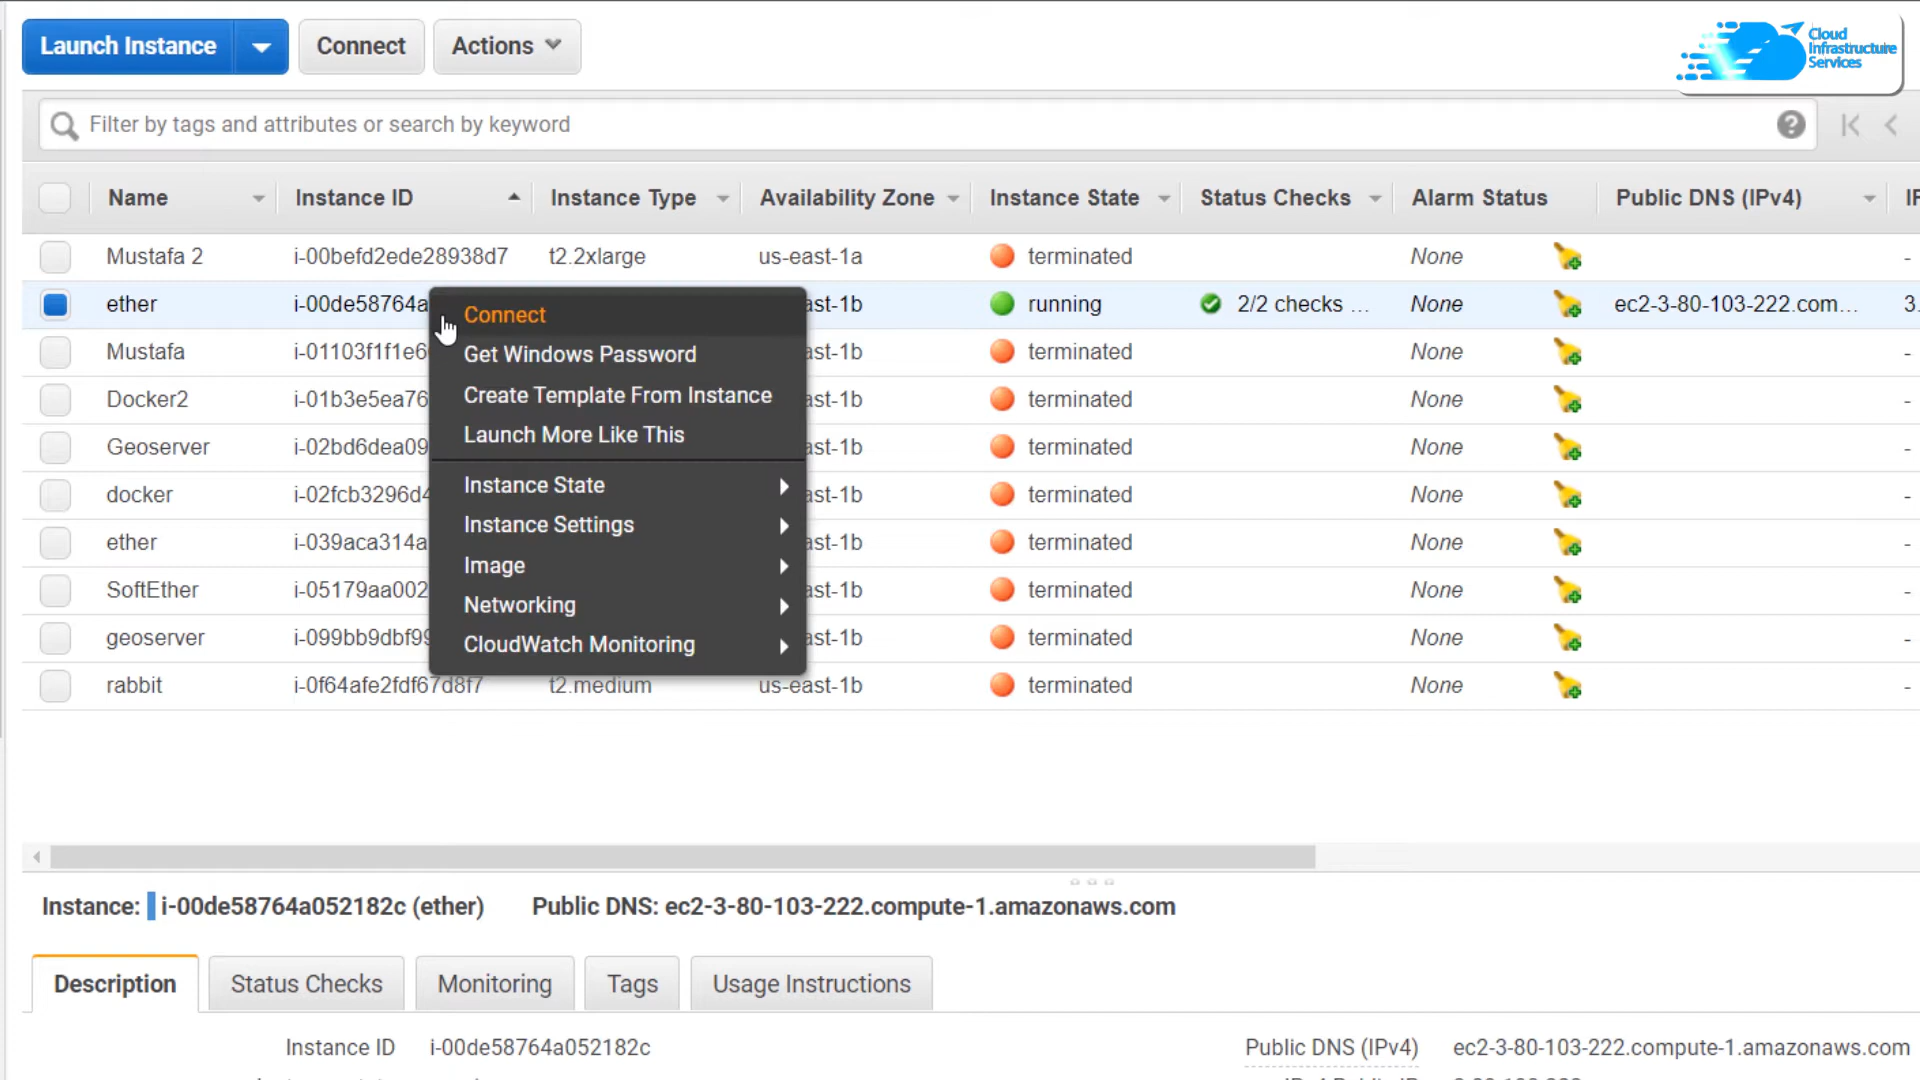 Launch Instance
Connect
Actions
Cloud
Infrastructure
Services
Filter by tags and attributes or search by keyword
Name Instance ID Instance Type Availability Zone Instance State Status Checks Alarm Status Public DNS (IPv4)
Mustafa 2 i-00befd2ede28938d7 t2.2xlarge us-east-1a terminated None -
ether i-00de58764a ast-1b running 2/2 checks ... None ec2-3-80-103-222.com... 3.
Mustafa i-01103f1f1e6 ast-1b terminated None -
Docker2 i-01b3e5ea76 ast-1b terminated None -
Geoserver i-02bd6dea09 ast-1b terminated None -
docker i-02fcb3296d4 ast-1b terminated None -
ether i-039aca314a ast-1b terminated None -
SoftEther i-05179aa002 ast-1b terminated None -
geoserver i-099bb9dbf99 ast-1b terminated None -
rabbit i-0f64afe2fdf67d8f7 t2.medium us-east-1b terminated None -
Connect
Get Windows Password
Create Template From Instance
Launch More Like This
Instance State
Instance Settings
Image
Networking
CloudWatch Monitoring
Instance: i-00de58764a052182c (ether) Public DNS: ec2-3-80-103-222.compute-1.amazonaws.com
Description Status Checks Monitoring Tags Usage Instructions
Instance ID i-00de58764a052182c Public DNS (IPv4) ec2-3-80-103-222.compute-1.amazonaws.com